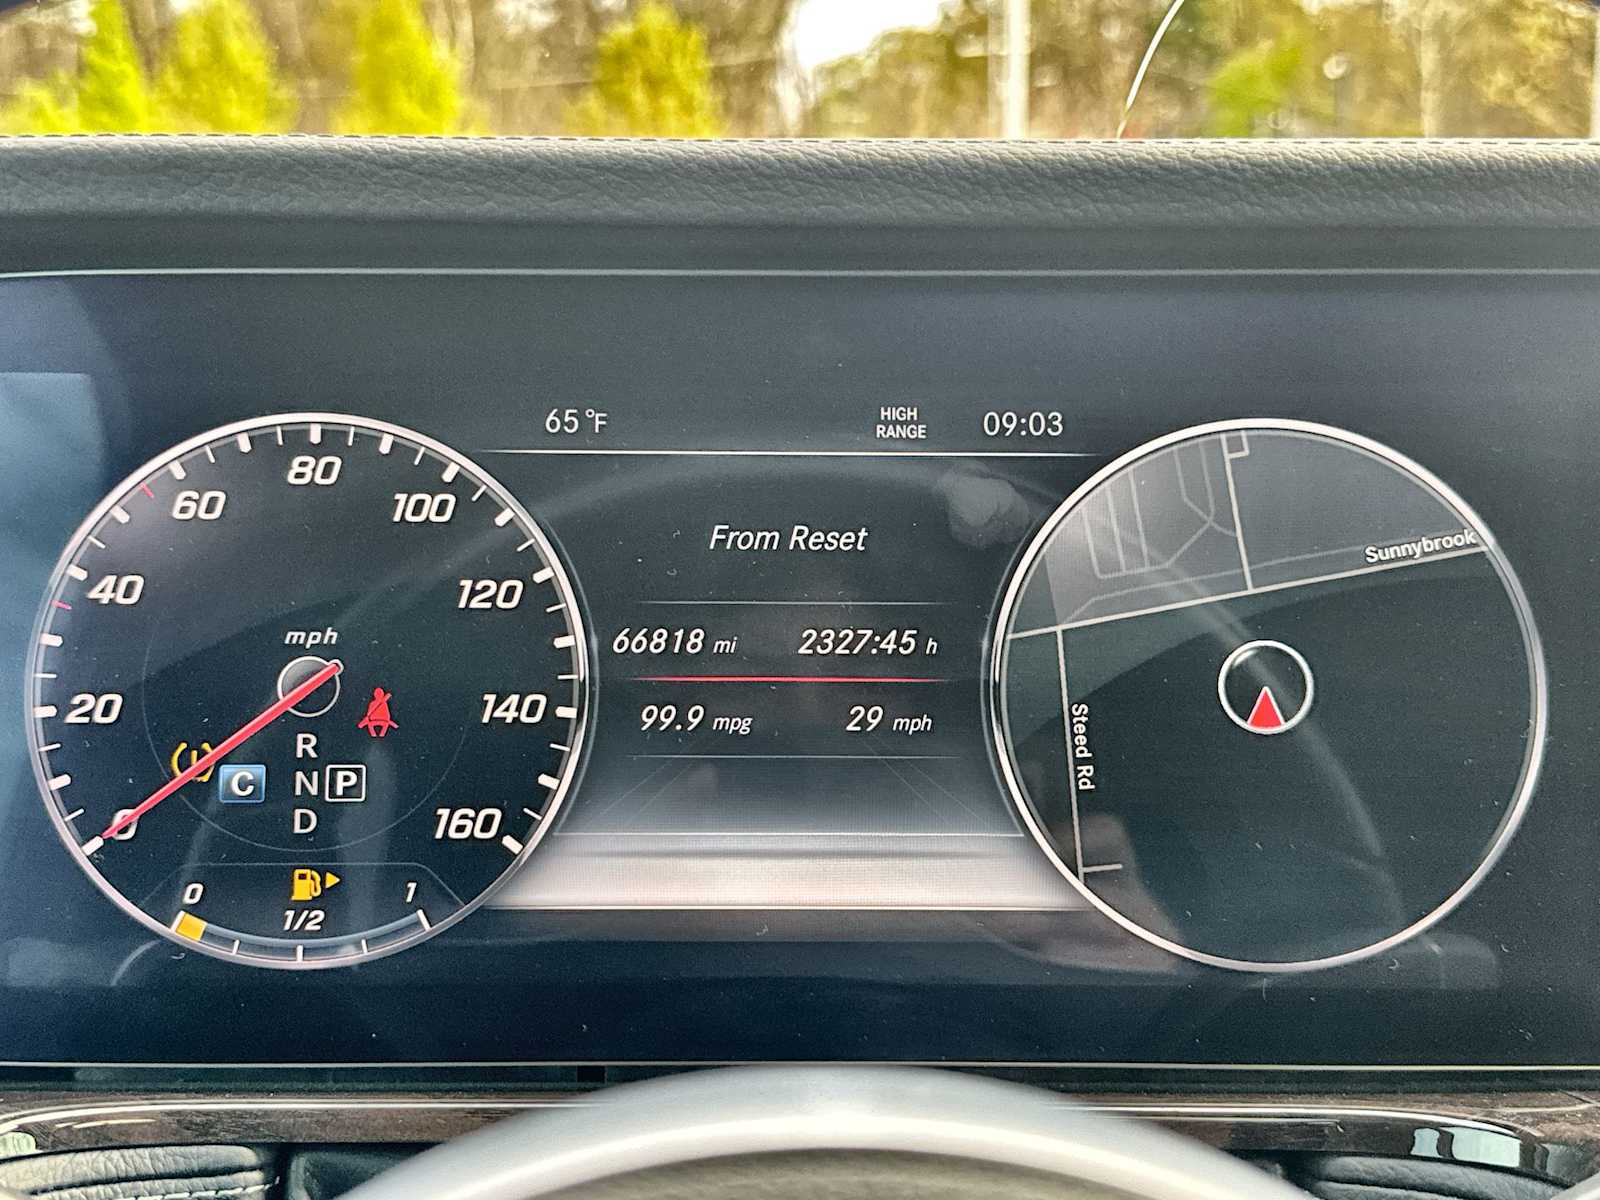 65°F
HIGH
RANGE
09:03
From Reset
66818 mi 2327:45 h
99.9 mpg 29 mph
0
20
40
60
80
100
120
140
160
mph
R
N P
D
C
0 1/2 1
Sunnybrook
Steed Rd